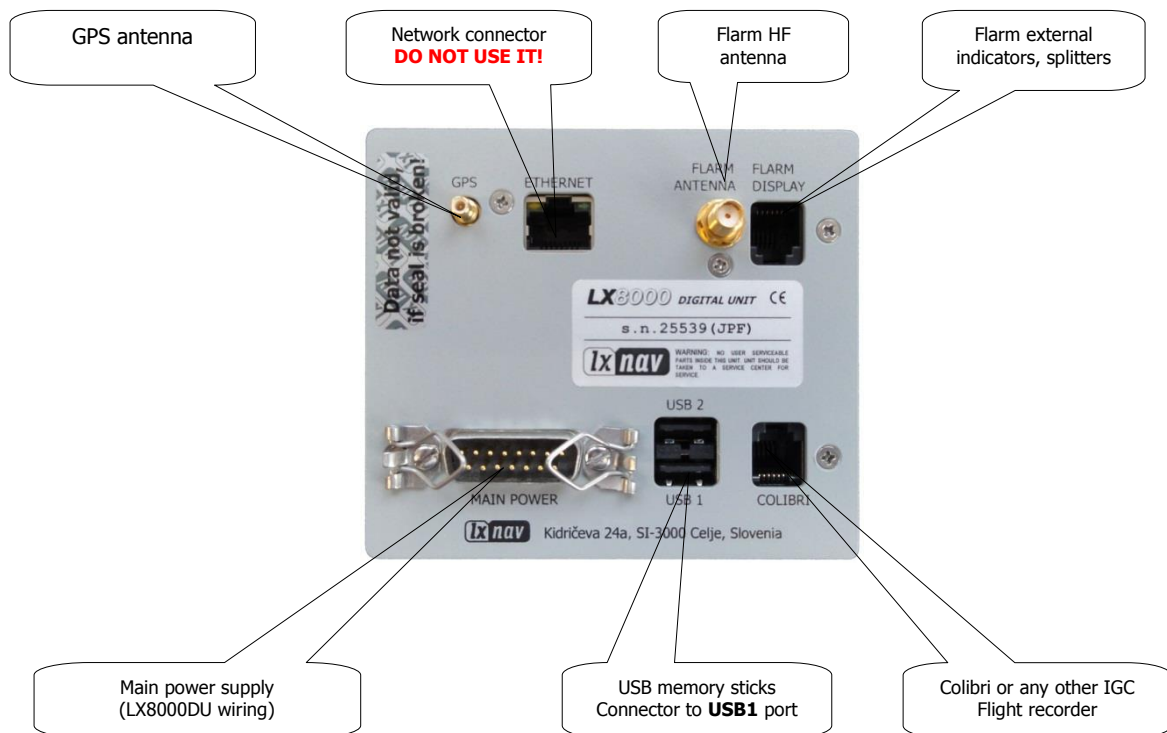 GPS antenna
Network connector
DO NOT USE IT!
Flarm HF
antenna
Flarm external
indicators, splitters
Data not valid,
if seal is broken!
GPS
ETHERNET
FLARM
ANTENNA
FLARM
DISPLAY
LX8000 DIGITAL UNIT CE
s.n.25539(JPF)
lx nav
WARNING: NO USER SERVICEABLE
PARTS INSIDE THIS UNIT. UNIT SHOULD BE
TAKEN TO A SERVICE CENTER FOR
SERVICE
USB 2
MAIN POWER
USB 1
COLIBRI
lx nav Kidričeva 24a, SI-3000 Celje, Slovenia
Main power supply
(LX8000DU wiring)
USB memory sticks
Connector to USB1 port
Colibri or any other IGC
Flight recorder